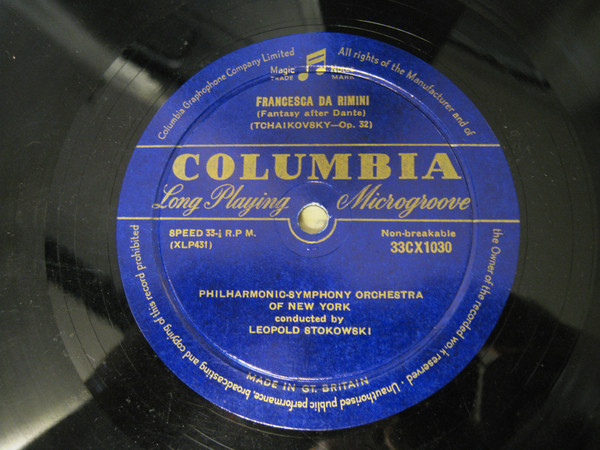 Columbia Graphophone Company Limited
Magic Notes
TRADE MARK
All rights of the Manufacturer and of
the Owner of the recorded work reserved · Unauthorised public performance, broadcasting and copying of this record prohibited
FRANCESCA DA RIMINI
(Fantasy after Dante)
(TCHAIKOVSKY—Op. 32)
COLUMBIA
Long Playing Microgroove
SPEED 33⅓ R.P.M.
(XLP431)
Non-breakable
33CX1030
PHILHARMONIC-SYMPHONY ORCHESTRA
OF NEW YORK
conducted by
LEOPOLD STOKOWSKI
MADE IN GT. BRITAIN